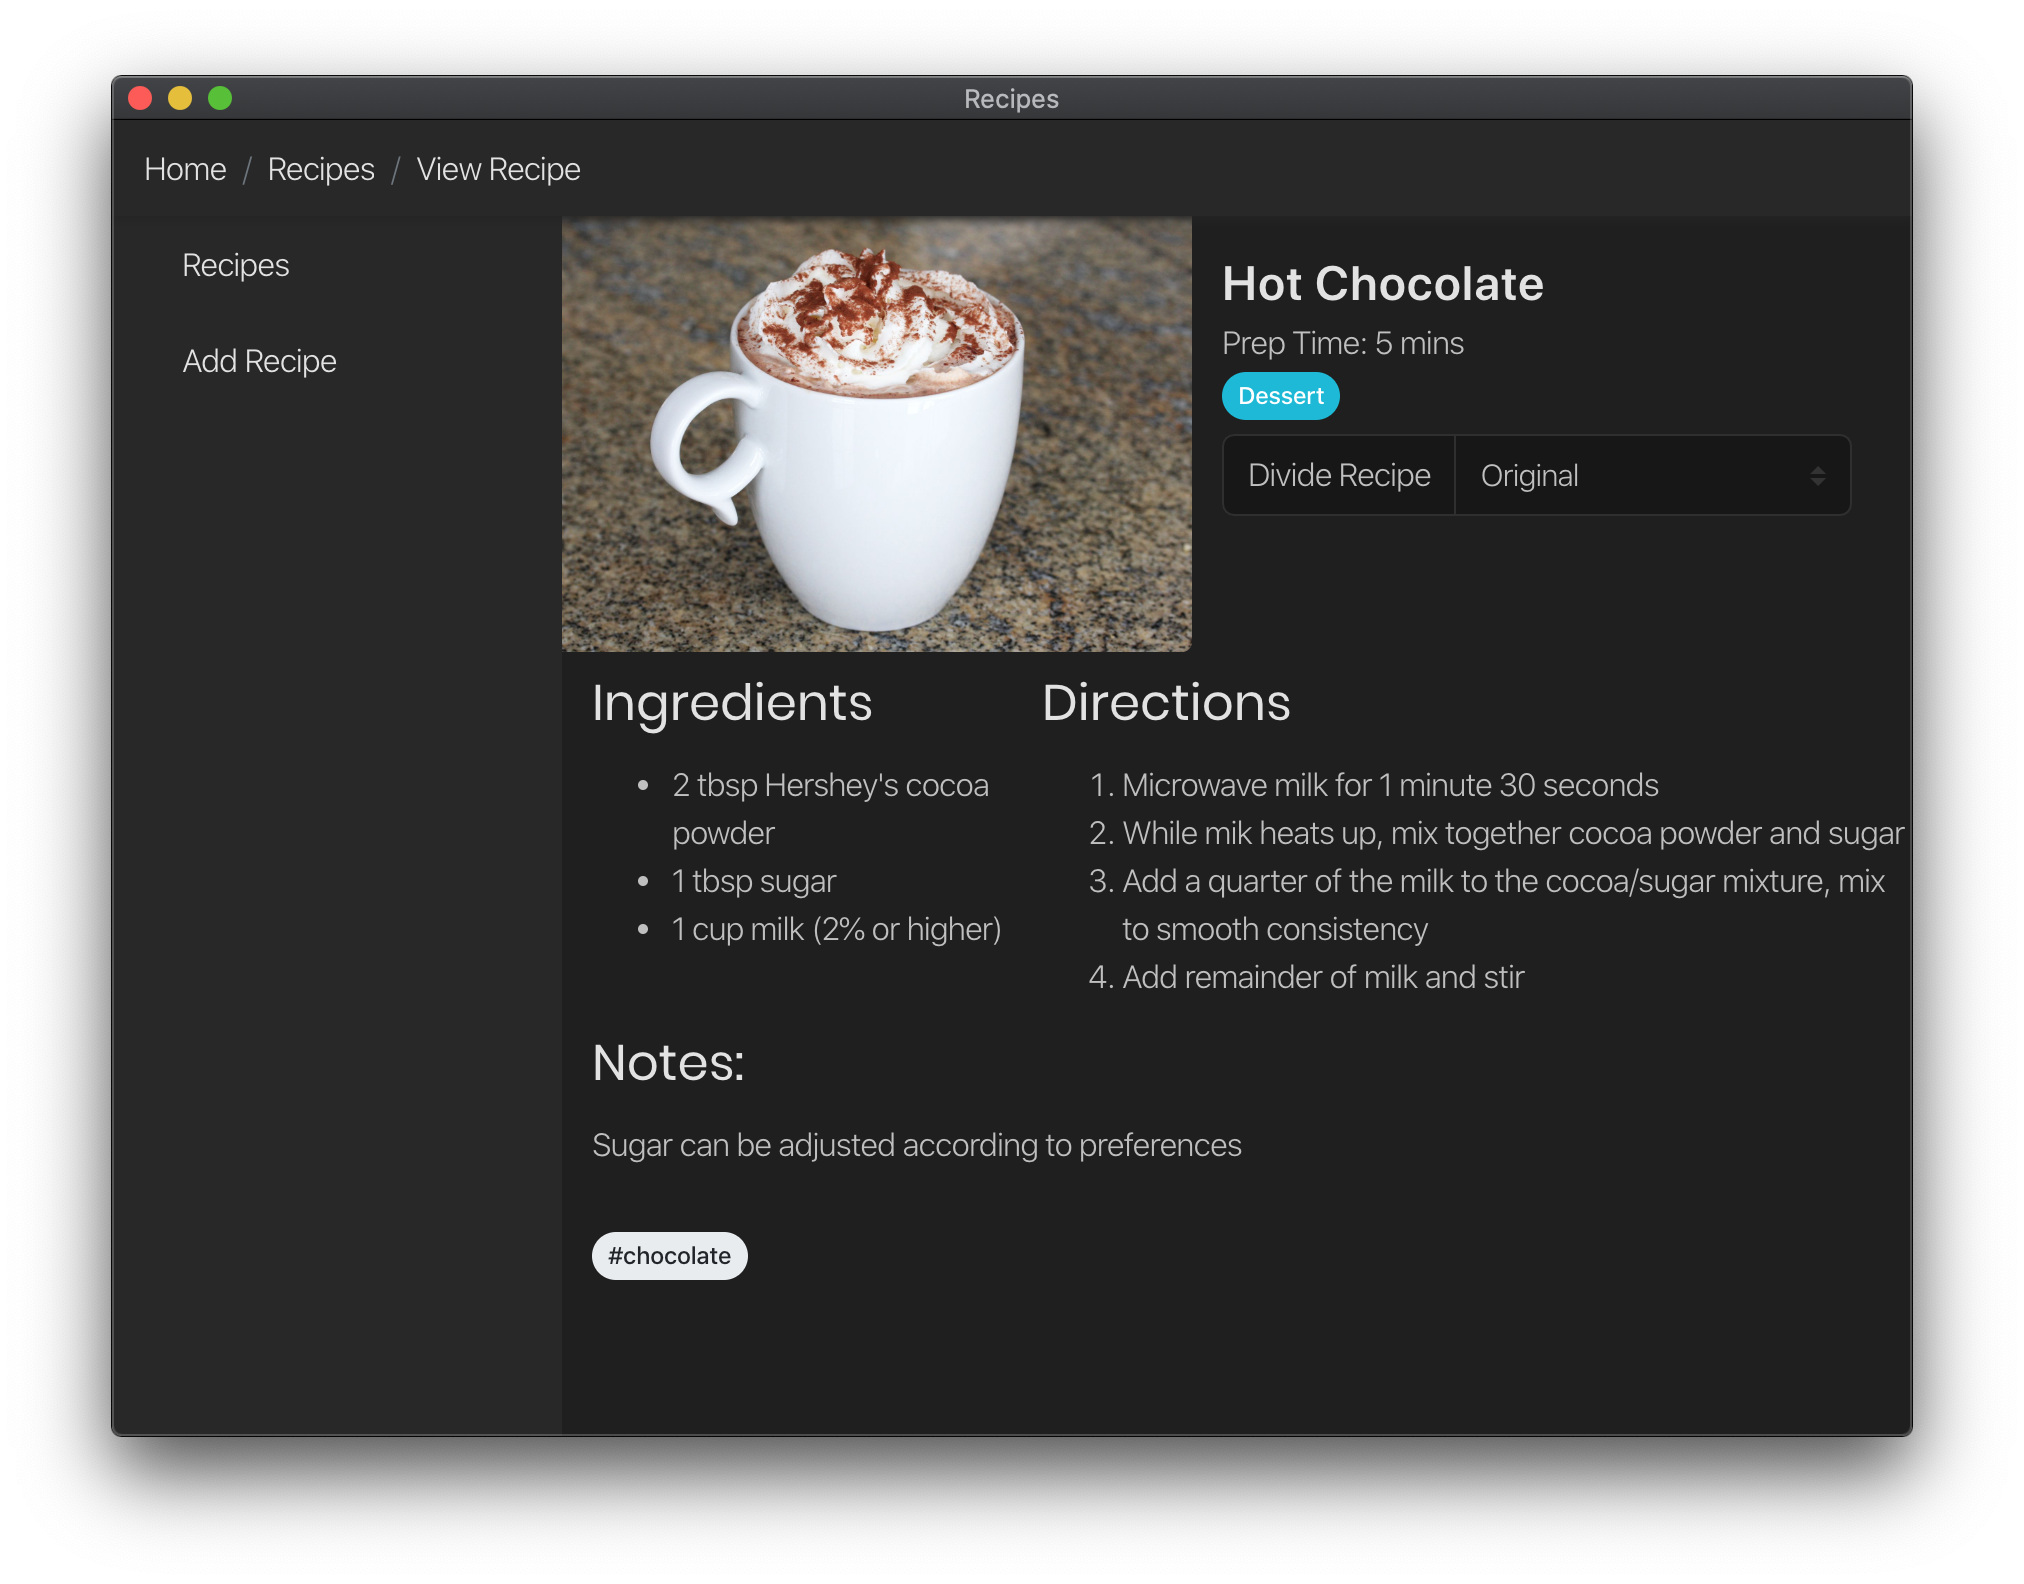 Recipes
Home / Recipes / View Recipe
Recipes
Add Recipe
Hot Chocolate
Prep Time: 5 mins
Dessert
Divide Recipe Original
Ingredients
• 2 tbsp Hershey's cocoa
powder
• 1 tbsp sugar
• 1 cup milk (2% or higher)
Directions
1. Microwave milk for 1 minute 30 seconds
2. While mik heats up, mix together cocoa powder and sugar
3. Add a quarter of the milk to the cocoa/sugar mixture, mix
to smooth consistency
4. Add remainder of milk and stir
Notes:
Sugar can be adjusted according to preferences
#chocolate